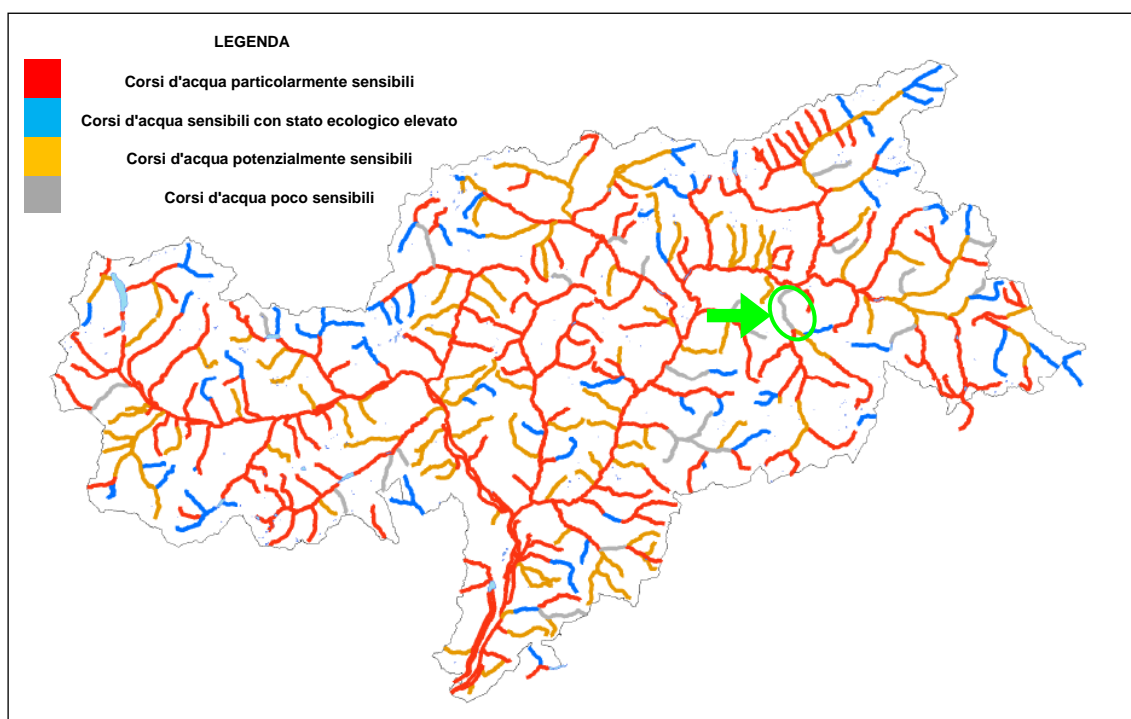 LEGENDA
Corsi d'acqua particolarmente sensibili
Corsi d'acqua sensibili con stato ecologico elevato
Corsi d'acqua potenzialmente sensibili
Corsi d'acqua poco sensibili